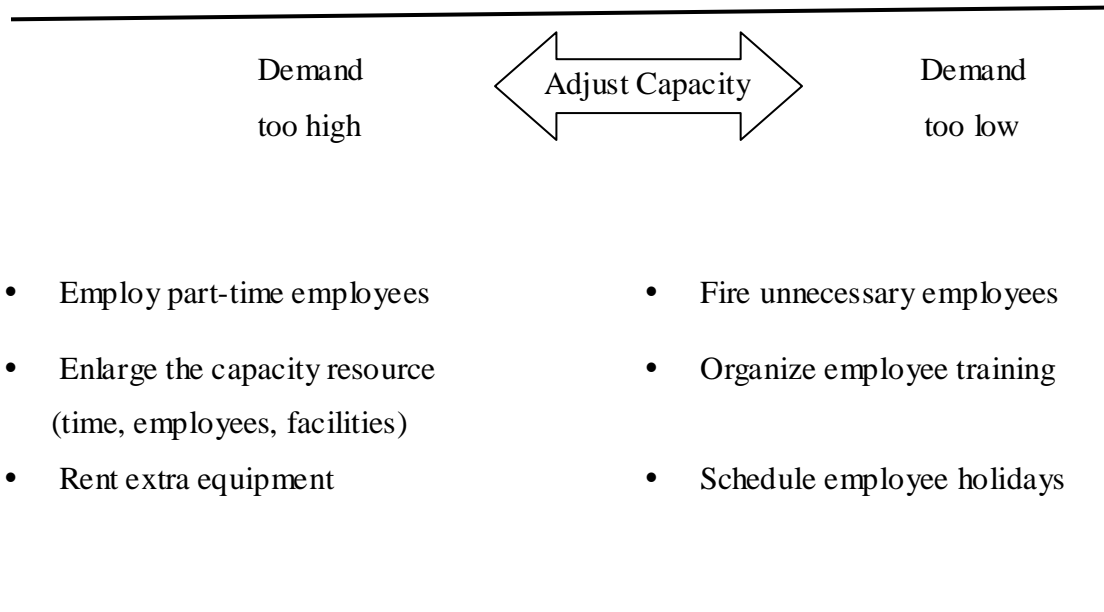 Demand
too high
Adjust Capacity
Demand
too low
• Employ part-time employees
• Enlarge the capacity resource
(time, employees, facilities)
• Rent extra equipment
• Fire unnecessary employees
• Organize employee training
• Schedule employee holidays